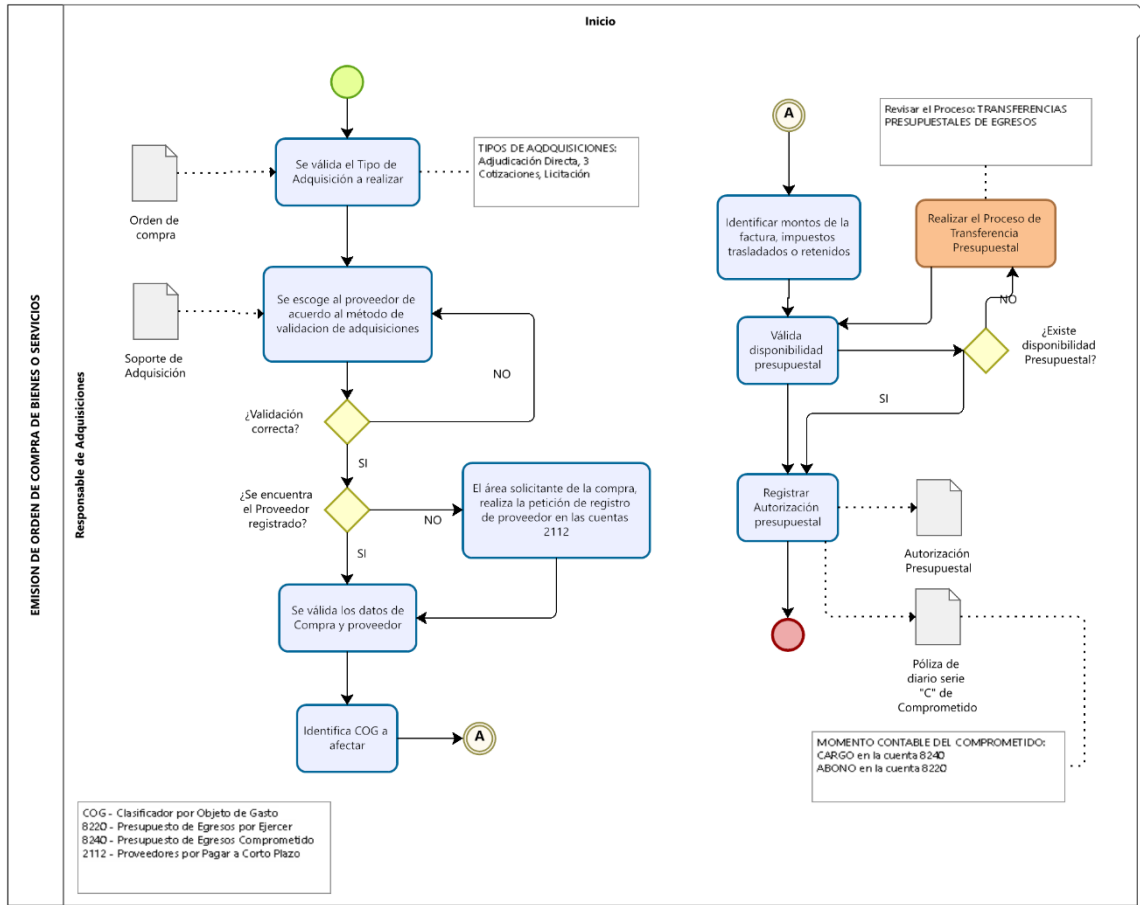 Inicio
EMISION DE ORDEN DE COMPRA DE BIENES O SERVICIOS
Responsable de Adquisiciones
Orden de
compra
Se válida el Tipo de
Adquisición a realizar
TIPOS DE AQDQUISICIONES:
Adjudicación Directa, 3
Cotizaciones, Licitación
Soporte de
Adquisición
Se escoge al proveedor de
acuerdo al método de
validacion de adquisiciones
NO
¿Validación
correcta?
SI
¿Se encuentra
el Proveedor
registrado?
NO
El área solicitante de la compra,
realiza la petición de registro
de proveedor en las cuentas
2112
SI
Se válida los datos de
Compra y proveedor
Identifica COG a
afectar
A
COG - Clasificador por Objeto de Gasto
8220 - Presupuesto de Egresos por Ejercer
8240 - Presupuesto de Egresos Comprometido
2112 - Proveedores por Pagar a Corto Plazo
A
Revisar el Proceso: TRANSFERENCIAS
PRESUPUESTALES DE EGRESOS
Identificar montos de la
factura, impuestos
trasladados o retenidos
Realizar el Proceso de
Transferencia
Presupuestal
NO
Válida
disponibilidad
presupuestal
¿Existe
disponibilidad
Presupuestal?
SI
Registrar
Autorización
presupuestal
Autorización
Presupuestal
Póliza de
diario serie
"C" de
Comprometido
MOMENTO CONTABLE DEL COMPROMETIDO:
CARGO en la cuenta 8240
ABONO en la cuenta 8220